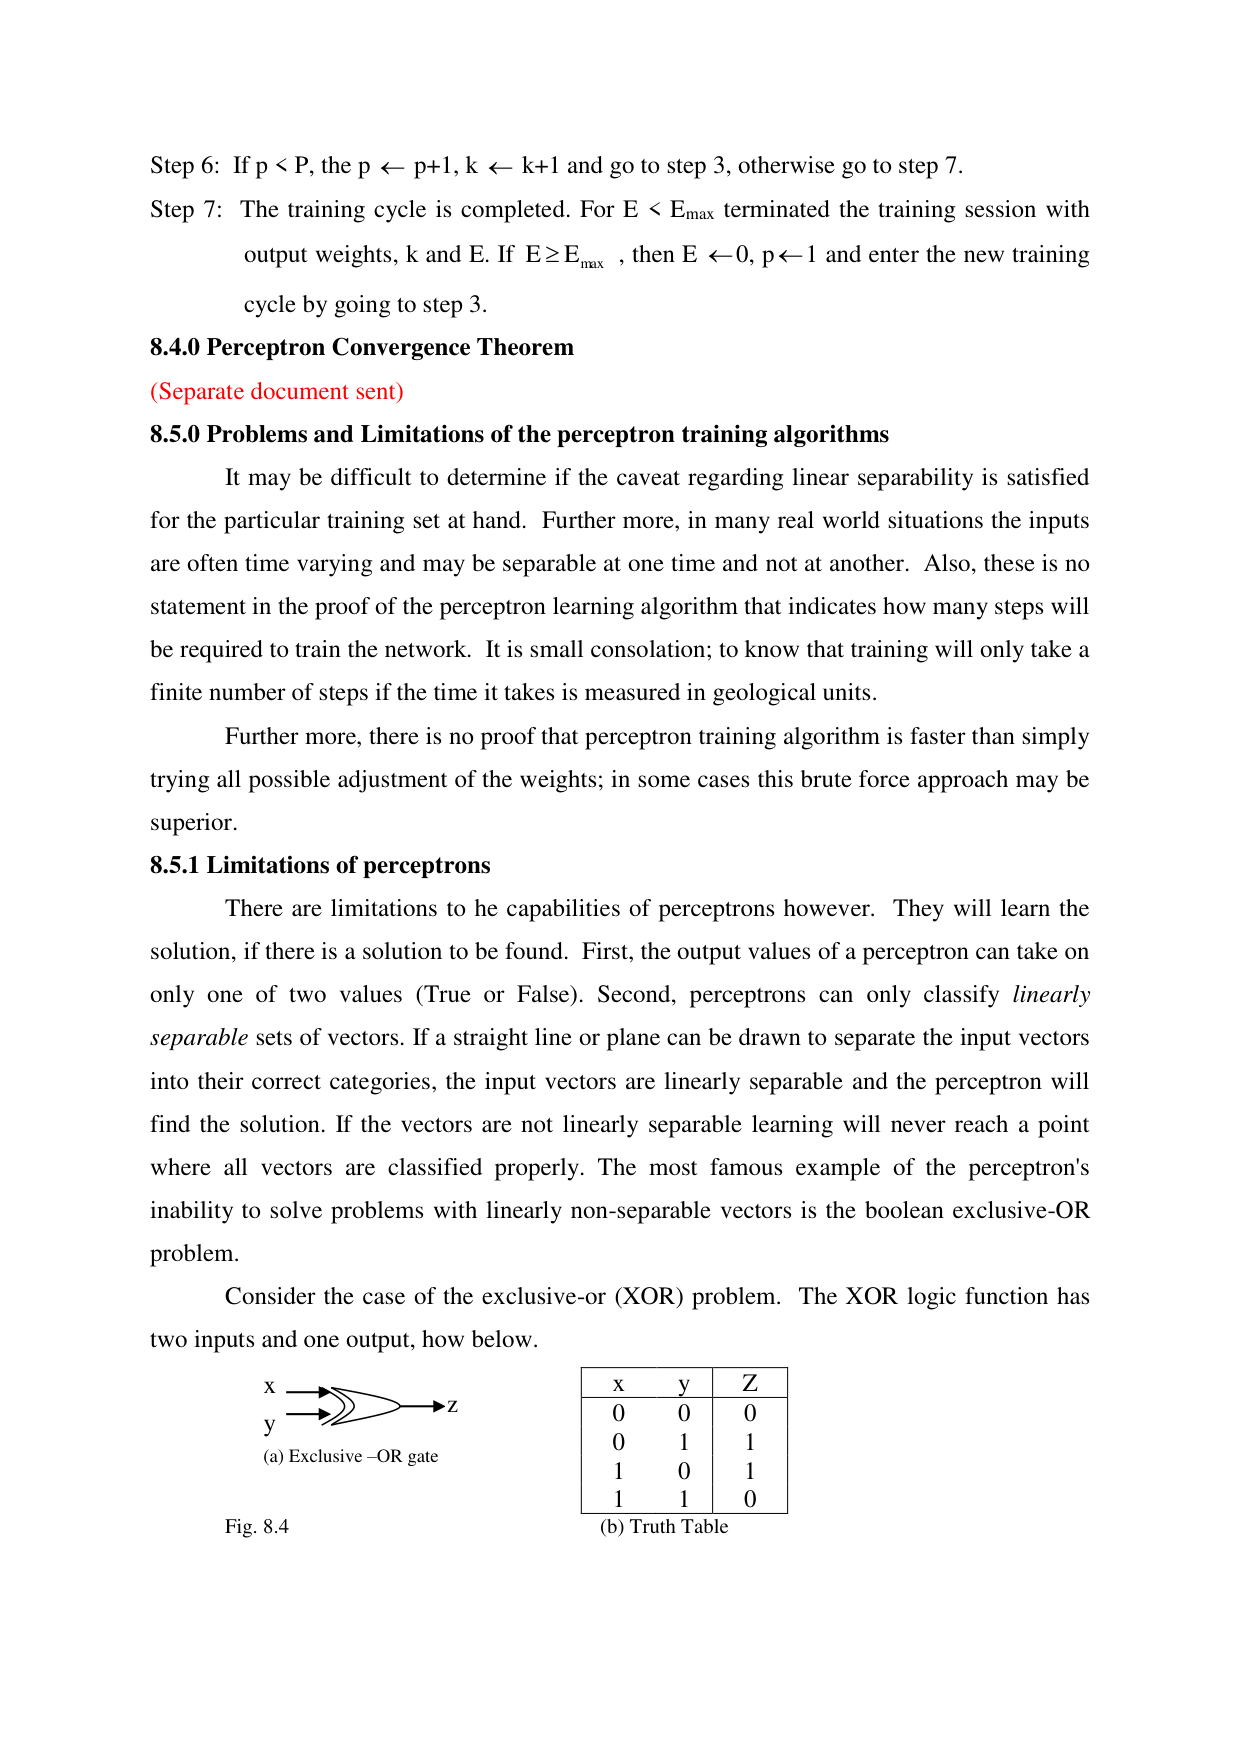 Step 6: If p < P, the p ← p+1, k ← k+1 and go to step 3, otherwise go to step 7.
Step 7: The training cycle is completed. For E < Emax terminated the training session with
output weights, k and E. If E ≥ Emax , then E ← 0, p ← 1 and enter the new training
cycle by going to step 3.
8.4.0 Perceptron Convergence Theorem
(Separate document sent)
8.5.0 Problems and Limitations of the perceptron training algorithms
It may be difficult to determine if the caveat regarding linear separability is satisfied
for the particular training set at hand. Further more, in many real world situations the inputs
are often time varying and may be separable at one time and not at another. Also, these is no
statement in the proof of the perceptron learning algorithm that indicates how many steps will
be required to train the network. It is small consolation; to know that training will only take a
finite number of steps if the time it takes is measured in geological units.
Further more, there is no proof that perceptron training algorithm is faster than simply
trying all possible adjustment of the weights; in some cases this brute force approach may be
superior.
8.5.1 Limitations of perceptrons
There are limitations to he capabilities of perceptrons however. They will learn the
solution, if there is a solution to be found. First, the output values of a perceptron can take on
only one of two values (True or False). Second, perceptrons can only classify linearly
separable sets of vectors. If a straight line or plane can be drawn to separate the input vectors
into their correct categories, the input vectors are linearly separable and the perceptron will
find the solution. If the vectors are not linearly separable learning will never reach a point
where all vectors are classified properly. The most famous example of the perceptron's
inability to solve problems with linearly non-separable vectors is the boolean exclusive-OR
problem.
Consider the case of the exclusive-or (XOR) problem. The XOR logic function has
two inputs and one output, how below.
x
y
z
(a) Exclusive –OR gate
x y Z
0 0 0
0 1 1
1 0 1
1 1 0
Fig. 8.4 (b) Truth Table